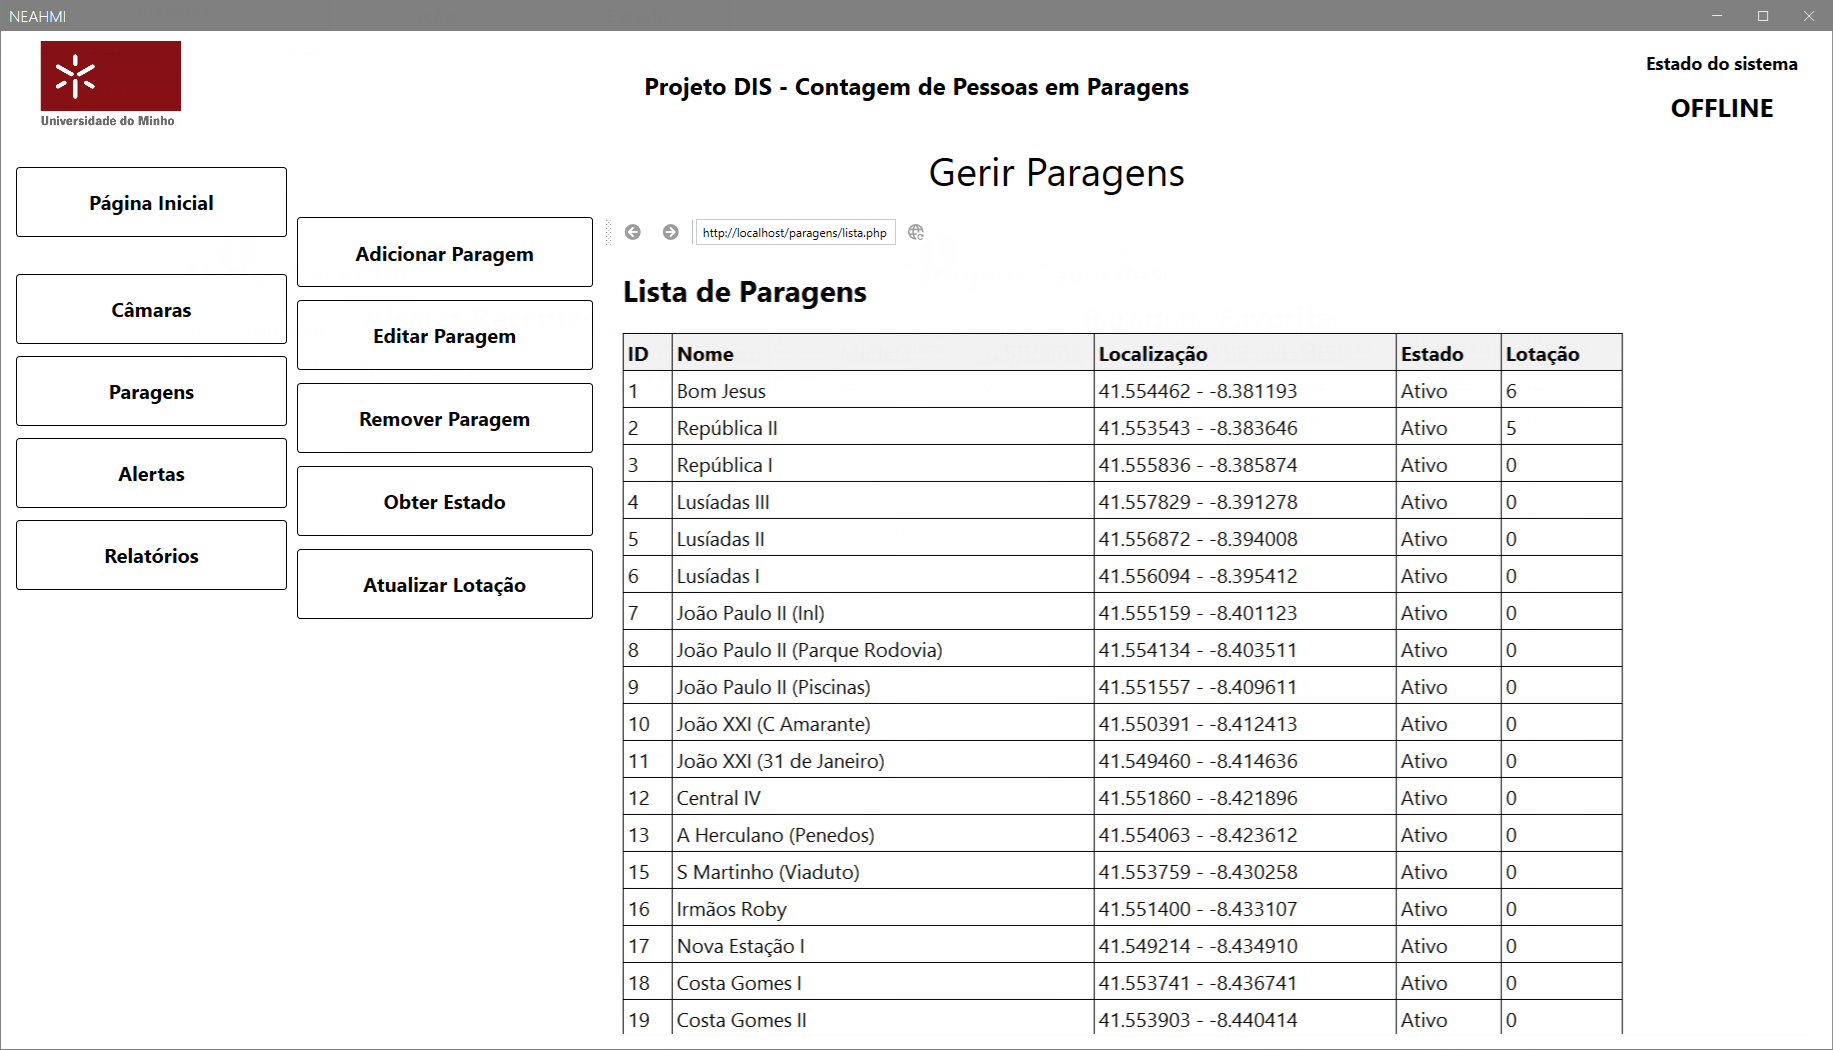 NEAHMI
Universidade do Minho
Projeto DIS - Contagem de Pessoas em Paragens
Estado do sistema
OFFLINE
Gerir Paragens
Página Inicial
Câmaras
Paragens
Alertas
Relatórios
Adicionar Paragem
Editar Paragem
Remover Paragem
Obter Estado
Atualizar Lotação
http://localhost/paragens/lista.php
Lista de Paragens
ID Nome Localização Estado Lotação
1 Bom Jesus 41.554462 - -8.381193 Ativo 6
2 República II 41.553543 - -8.383646 Ativo 5
3 República I 41.555836 - -8.385874 Ativo 0
4 Lusíadas III 41.557829 - -8.391278 Ativo 0
5 Lusíadas II 41.556872 - -8.394008 Ativo 0
6 Lusíadas I 41.556094 - -8.395412 Ativo 0
7 João Paulo II (Inl) 41.555159 - -8.401123 Ativo 0
8 João Paulo II (Parque Rodovia) 41.554134 - -8.403511 Ativo 0
9 João Paulo II (Piscinas) 41.551557 - -8.409611 Ativo 0
10 João XXI (C Amarante) 41.550391 - -8.412413 Ativo 0
11 João XXI (31 de Janeiro) 41.549460 - -8.414636 Ativo 0
12 Central IV 41.551860 - -8.421896 Ativo 0
13 A Herculano (Penedos) 41.554063 - -8.423612 Ativo 0
15 S Martinho (Viaduto) 41.553759 - -8.430258 Ativo 0
16 Irmãos Roby 41.551400 - -8.433107 Ativo 0
17 Nova Estação I 41.549214 - -8.434910 Ativo 0
18 Costa Gomes I 41.553741 - -8.436741 Ativo 0
19 Costa Gomes II 41.553903 - -8.440414 Ativo 0